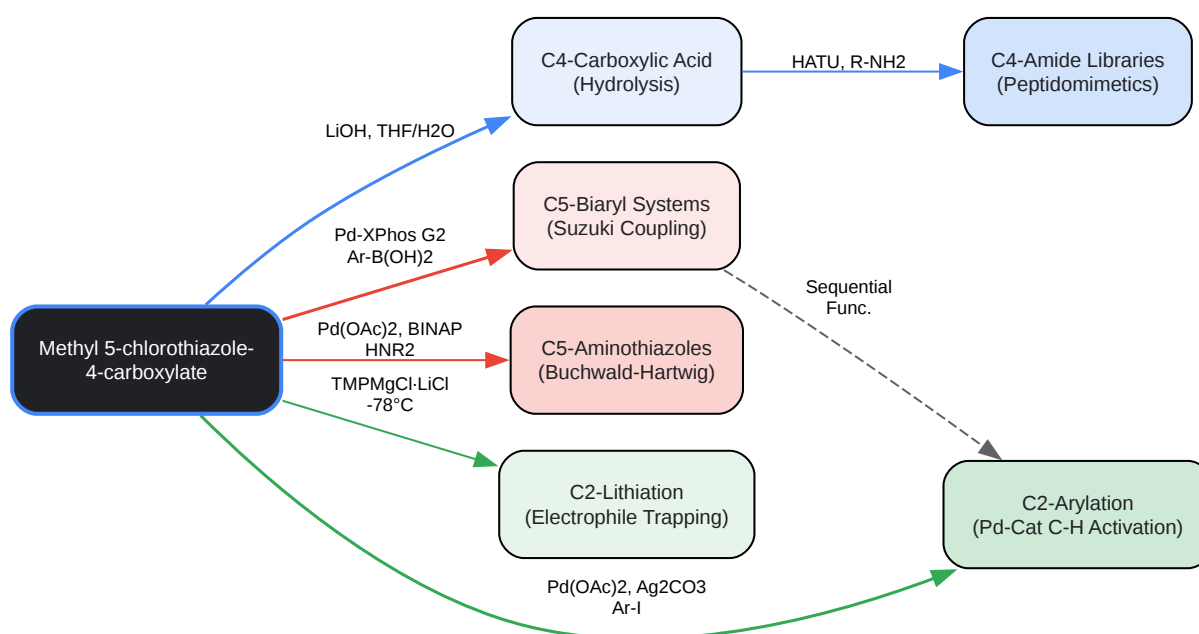 C4-Carboxylic Acid
(Hydrolysis)
HATU, R-NH2
C4-Amide Libraries
(Peptidomimetics)
LiOH, THF/H2O
C5-Biaryl Systems
(Suzuki Coupling)
Pd-XPhos G2
Ar-B(OH)2
Sequential
Func.
Methyl 5-chlorothiazole-
4-carboxylate
Pd(OAc)2, BINAP
HNR2
C5-Aminothiazoles
(Buchwald-Hartwig)
TMPMgCl·LiCl
-78°C
C2-Lithiation
(Electrophile Trapping)
C2-Arylation
(Pd-Cat C-H Activation)
Pd(OAc)2, Ag2CO3
Ar-I